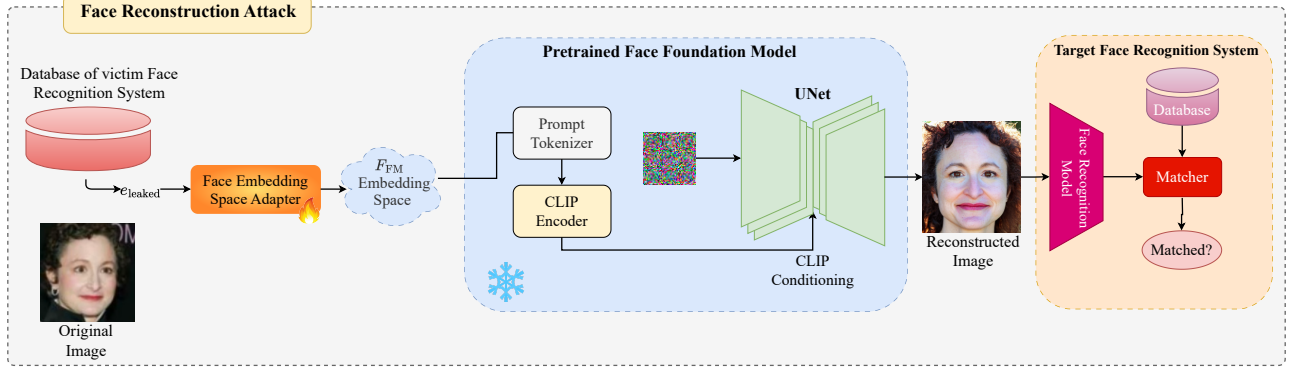 Face Reconstruction Attack
Database of victim Face
Recognition System
e_leaked
Original
Image
Face Embedding
Space Adapter
F_FM
Embedding
Space
Pretrained Face Foundation Model
Prompt
Tokenizer
CLIP
Encoder
UNet
CLIP
Conditioning
Reconstructed
Image
Target Face Recognition System
Face Recognition
Model
Database
Matcher
Matched?